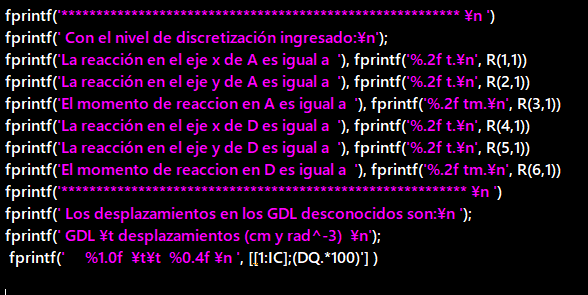 fprintf('********************************************************** ¥n ')
fprintf(' Con el nivel de discretización ingresado:¥n');
fprintf('La reacción en el eje x de A es igual a  '), fprintf('%.2f t.¥n', R(1,1))
fprintf('La reacción en el eje y de A es igual a  '), fprintf('%.2f t.¥n', R(2,1))
fprintf('El momento de reaccion en A es igual a  '), fprintf('%.2f tm.¥n', R(3,1))
fprintf('La reacción en el eje x de D es igual a  '), fprintf('%.2f t.¥n', R(4,1))
fprintf('La reacción en el eje y de D es igual a  '), fprintf('%.2f t.¥n', R(5,1))
fprintf('El momento de reaccion en D es igual a  '), fprintf('%.2f tm.¥n', R(6,1))
fprintf('*********************************************************** ¥n ')
fprintf(' Los desplazamientos en los GDL desconocidos son:¥n ');
fprintf(' GDL ¥t desplazamientos (cm y rad^-3)  ¥n');
fprintf('     %1.0f  ¥t¥t  %0.4f ¥n ', [[1:IC];(DQ.*100)'] )